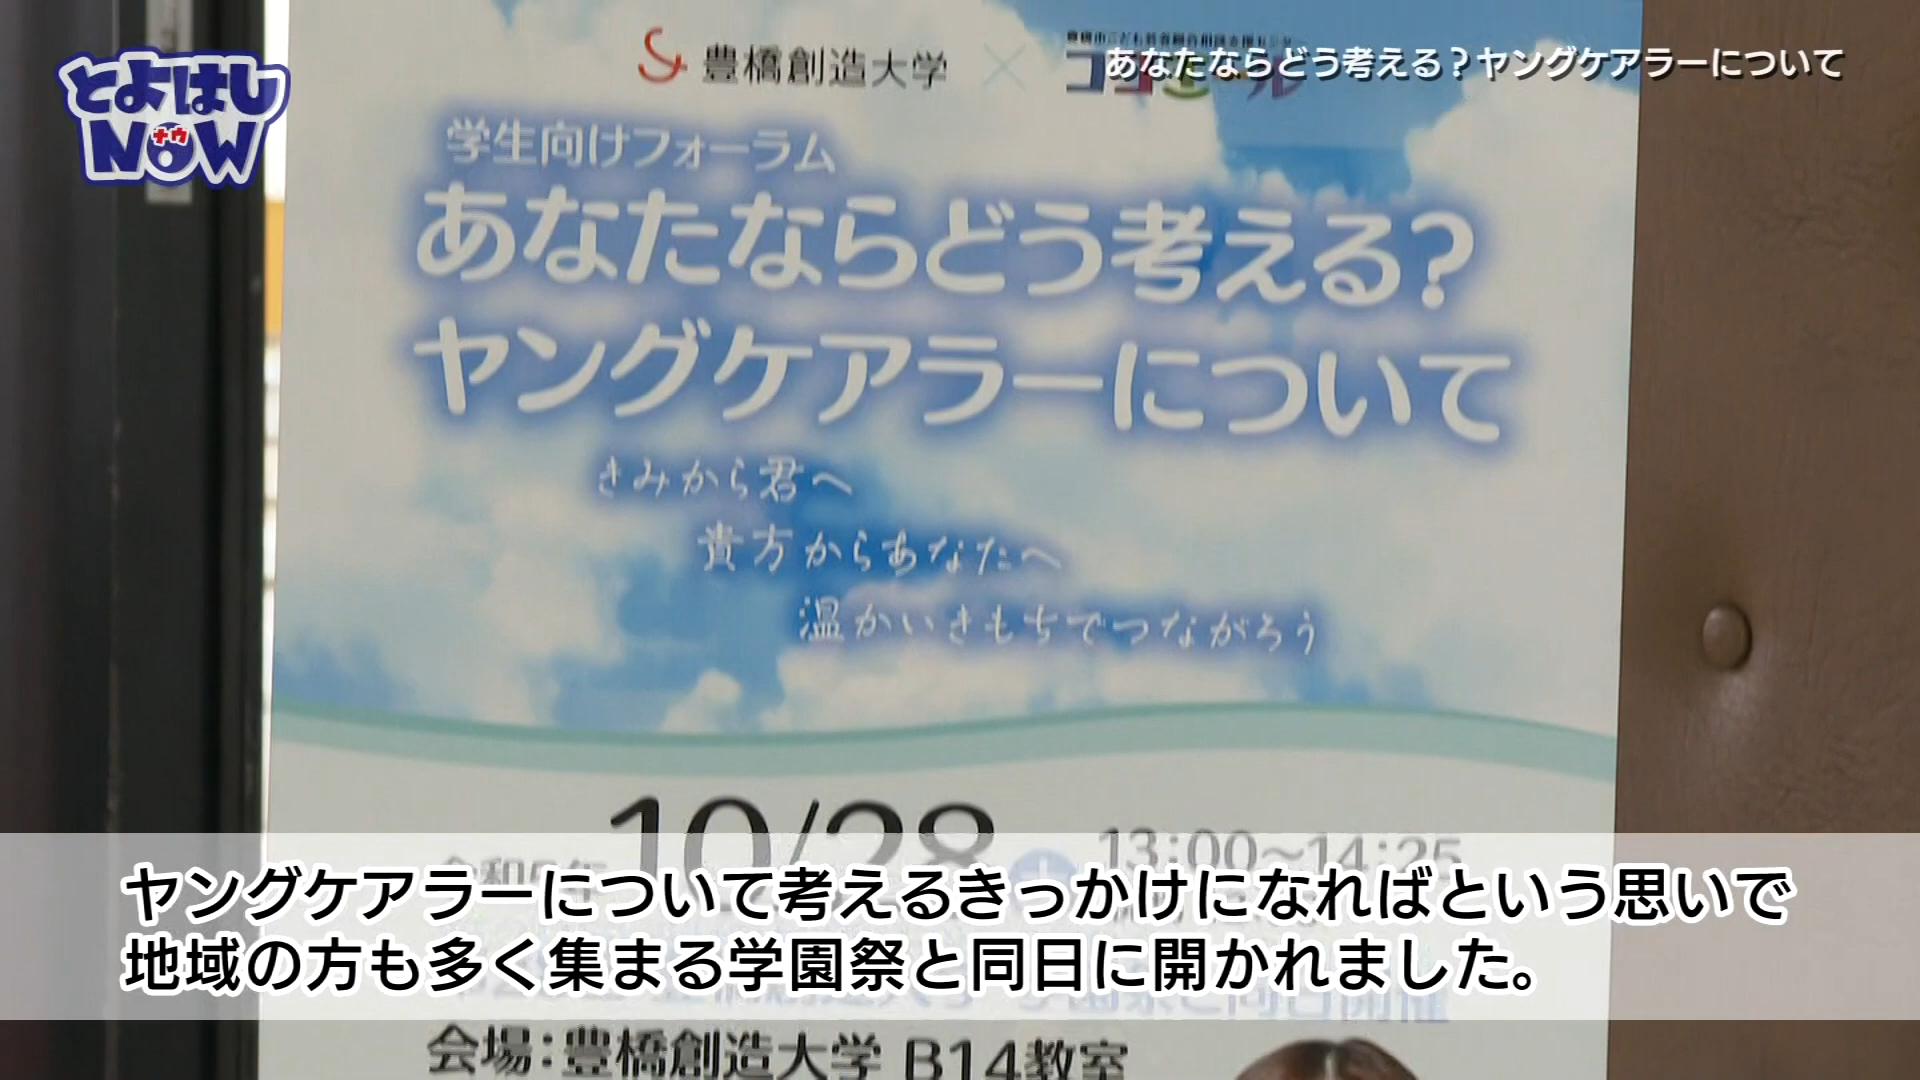 とよはし
ナウ
NOW
あなたならどう考える？ヤングケアラーについて
豊橋創造大学 ×
学生向けフォーラム
あなたならどう考える?
ヤングケアラーについて
きみから君へ
貴方からあなたへ
温かいきもちでつながろう
10/28 13:00~14:25
ヤングケアラーについて考えるきっかけになればという思いで
地域の方も多く集まる学園祭と同日に開かれました。
会場:豊橋創造大学 B14教室